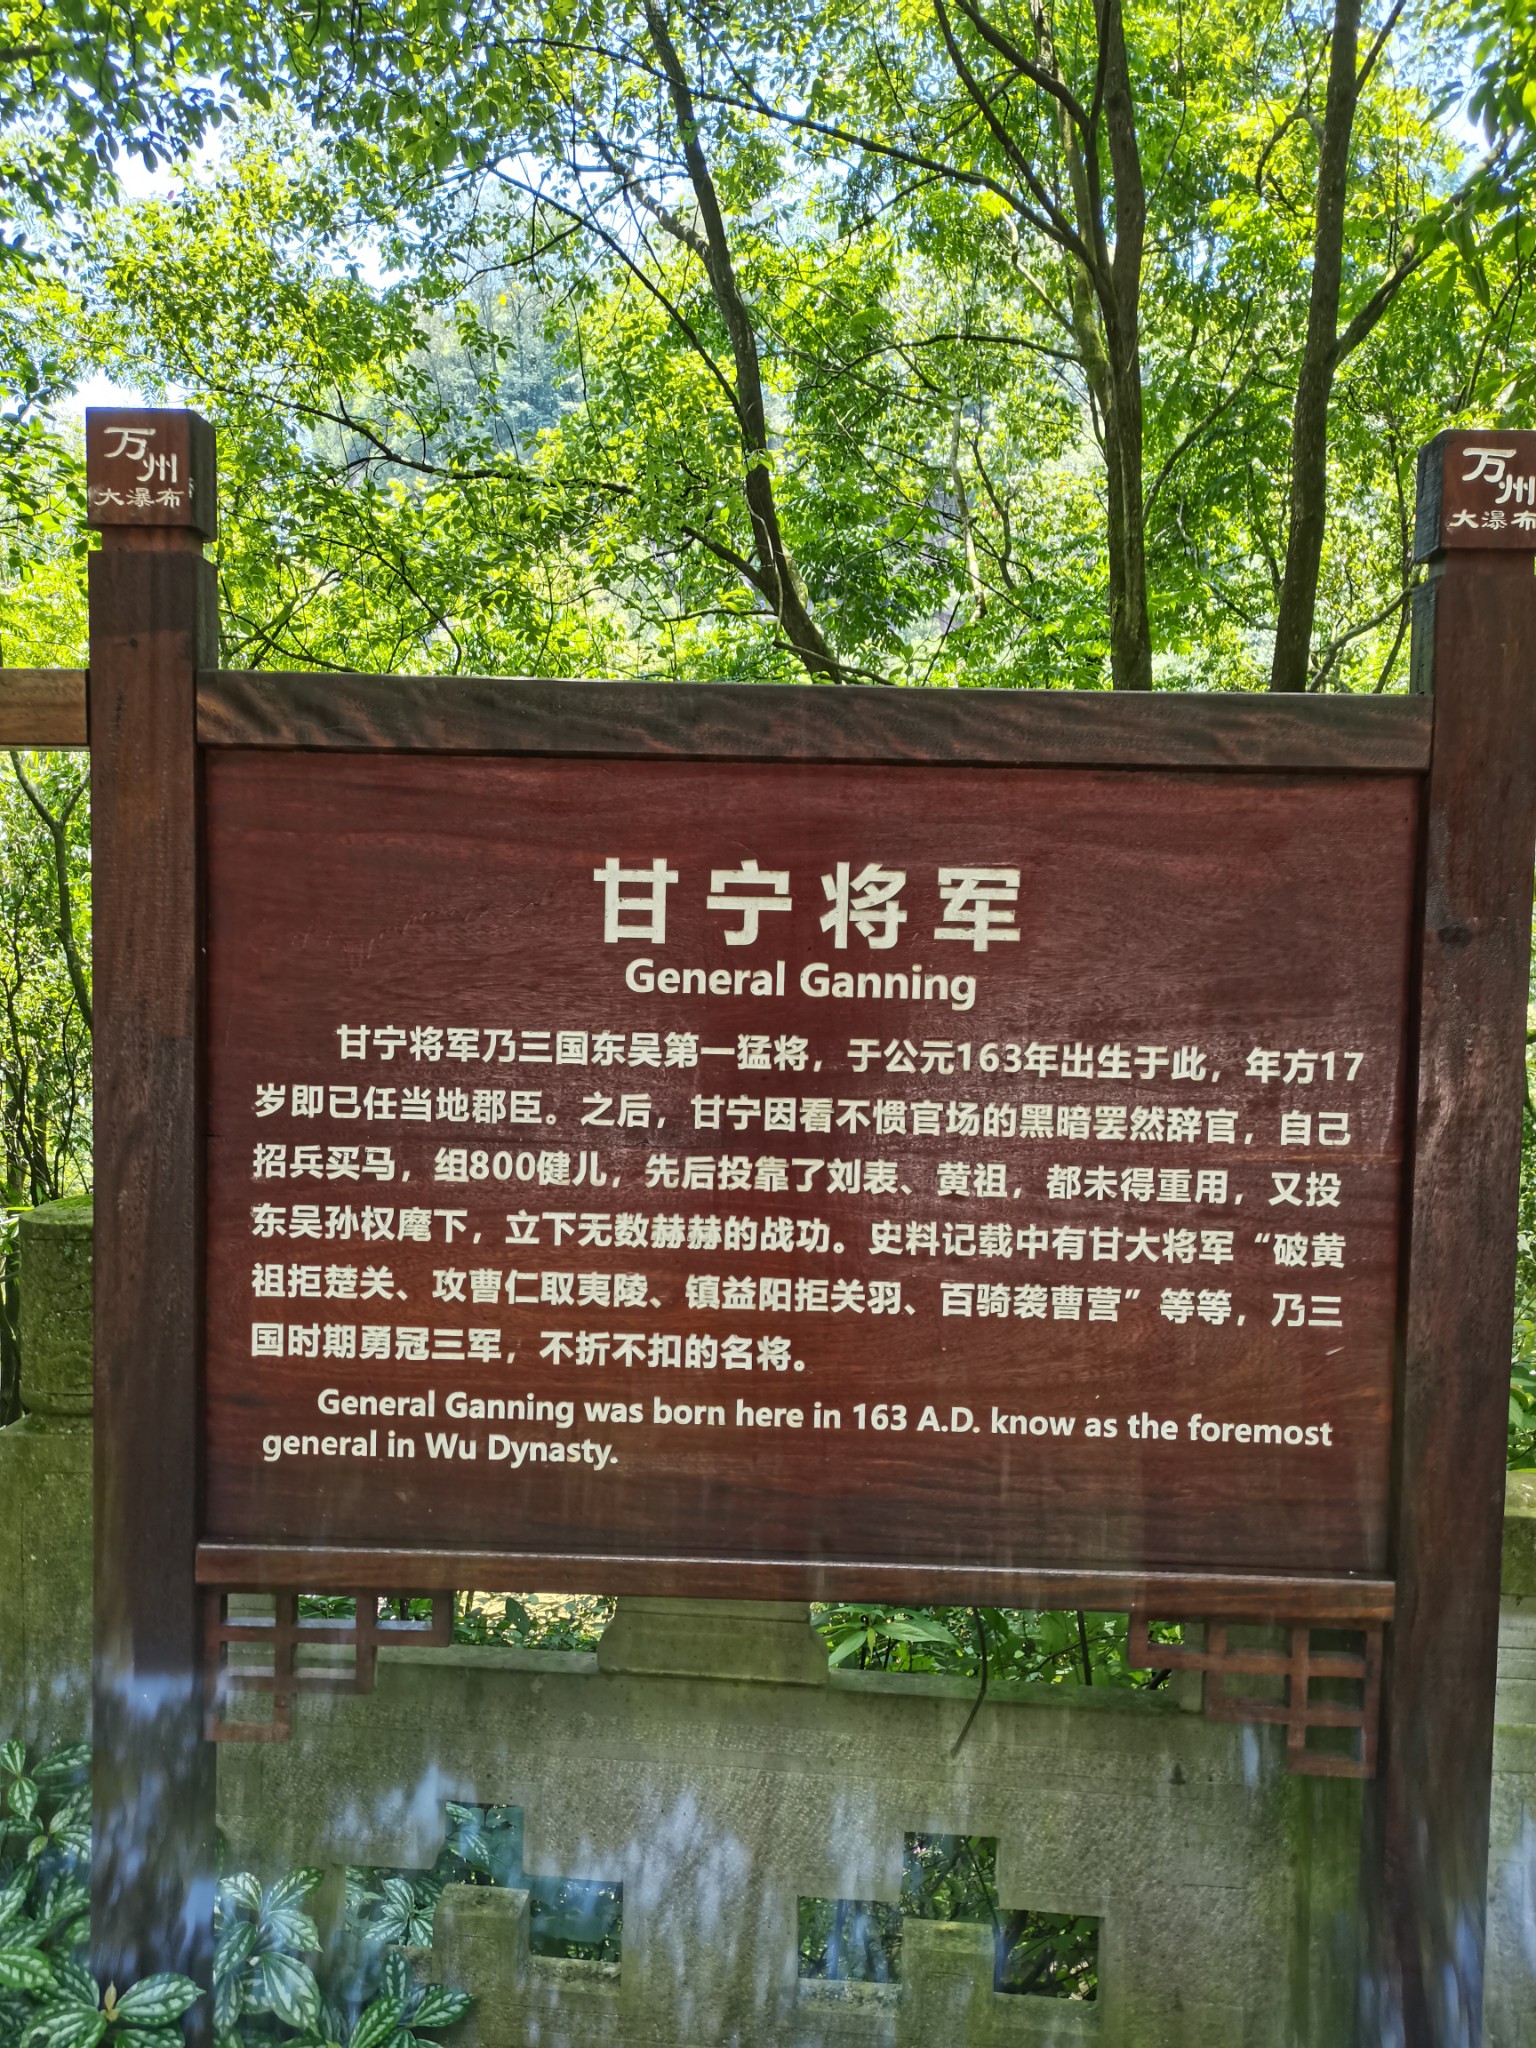 万州
大瀑布
万州
大瀑布
甘宁将军
General Ganning
甘宁将军乃三国东吴第一猛将，于公元163年出生于此，年方17
岁即已任当地郡臣。之后，甘宁因看不惯官场的黑暗罢然辞官，自己
招兵买马，组800健儿，先后投靠了刘表、黄祖，都未得重用，又投
东吴孙权麾下，立下无数赫赫的战功。史料记载中有甘大将军“破黄
祖拒楚关、攻曹仁取夷陵、镇益阳拒关羽、百骑袭曹营”等等，乃三
国时期勇冠三军，不折不扣的名将。
General Ganning was born here in 163 A.D. know as the foremost
general in Wu Dynasty.